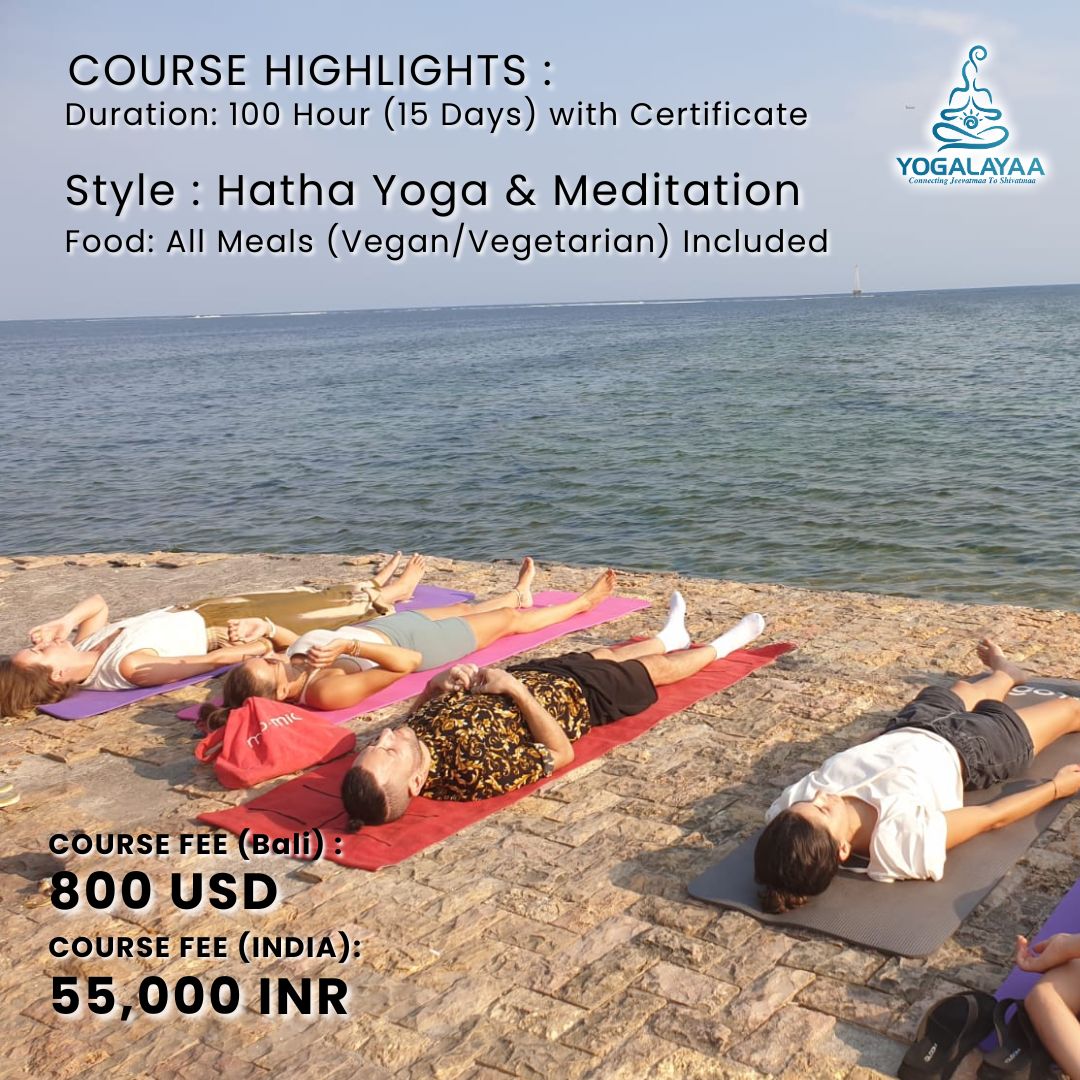 COURSE HIGHLIGHTS :
Duration: 100 Hour (15 Days) with Certificate
YOGALAYAA
Connecting Jeevatmaa To Shivatmaa
Style : Hatha Yoga & Meditation
Food: All Meals (Vegan/Vegetarian) Included
COURSE FEE (Bali) :
800 USD
COURSE FEE (INDIA):
55,000 INR